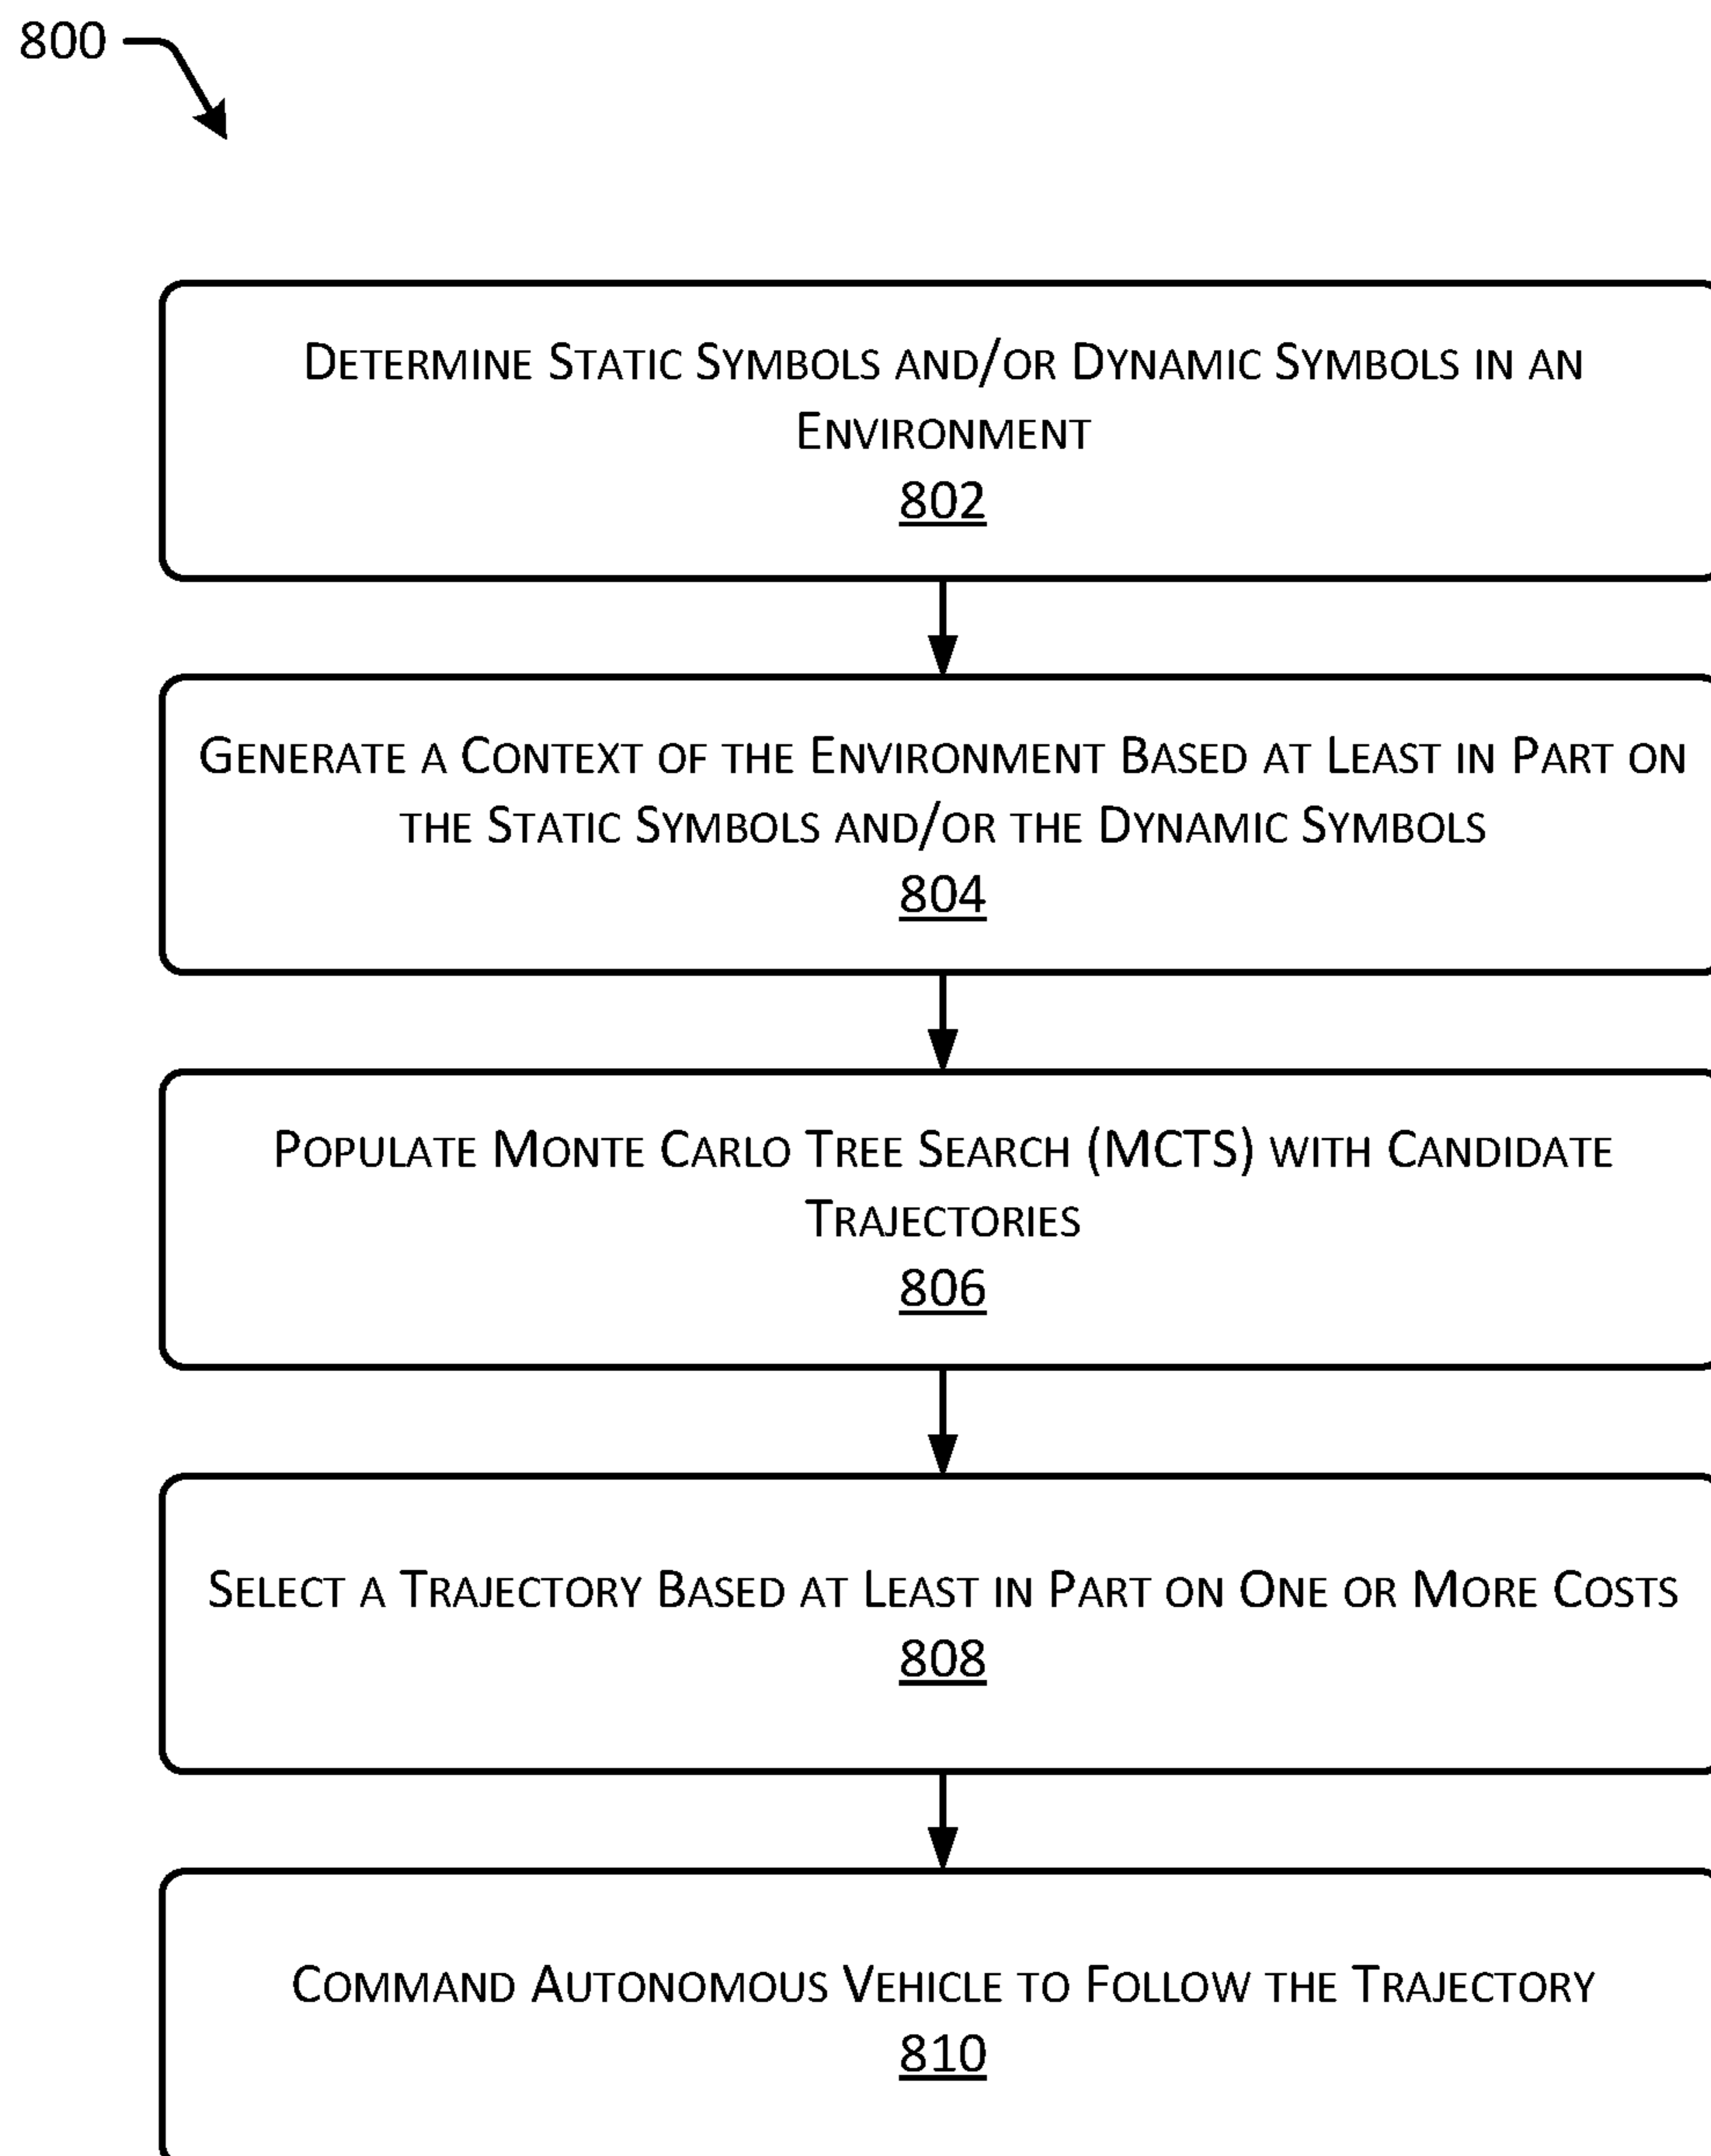 800
Determine Static Symbols and/or Dynamic Symbols in an
Environment
802
Generate a Context of the Environment Based at Least in Part on
the Static Symbols and/or the Dynamic Symbols
804
Populate Monte Carlo Tree Search (MCTS) with Candidate
Trajectories
806
Select a Trajectory Based at Least in Part on One or More Costs
808
Command Autonomous Vehicle to Follow the Trajectory
810